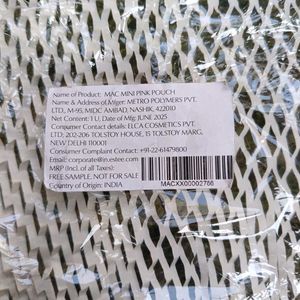 Name of Product: MAC MINI PINK POUCH
Name & Address of Mfger: METRO POLYMERS PVT.
LTD., M-95, MIDC AMBAD, NASHIK, 422010
Net Content: 1 U, Date of Mfg: JUNE 2025
Consumer Contact details: ELCA COSMETICS PVT.
LTD; 202-206 TOLSTOY HOUSE, 15 TOLSTOY MARG,
NEW DELHI 110001
Consumer Complaint Contact: +91-22-61479800
Email: corporate@in.estee.com
MRP (Incl. of all Taxes):
FREE SAMPLE, NOT FOR SALE
Country of Origin: INDIA
MACXX00002766